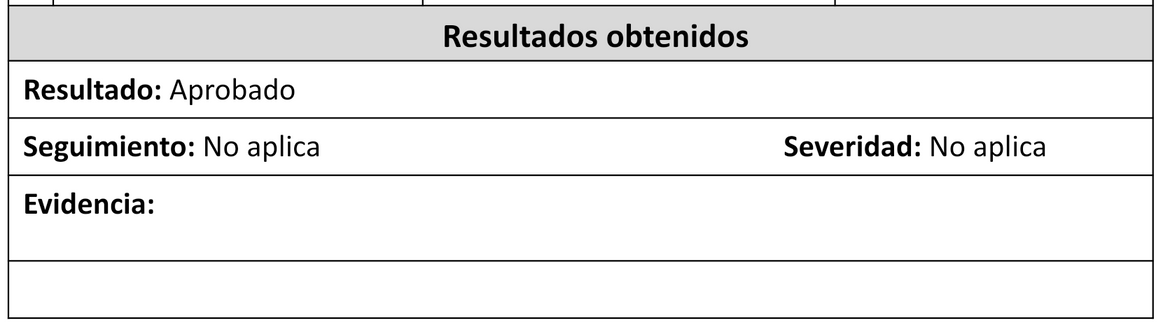 Resultados obtenidos
Resultado: Aprobado
Seguimiento: No aplica Severidad: No aplica
Evidencia: